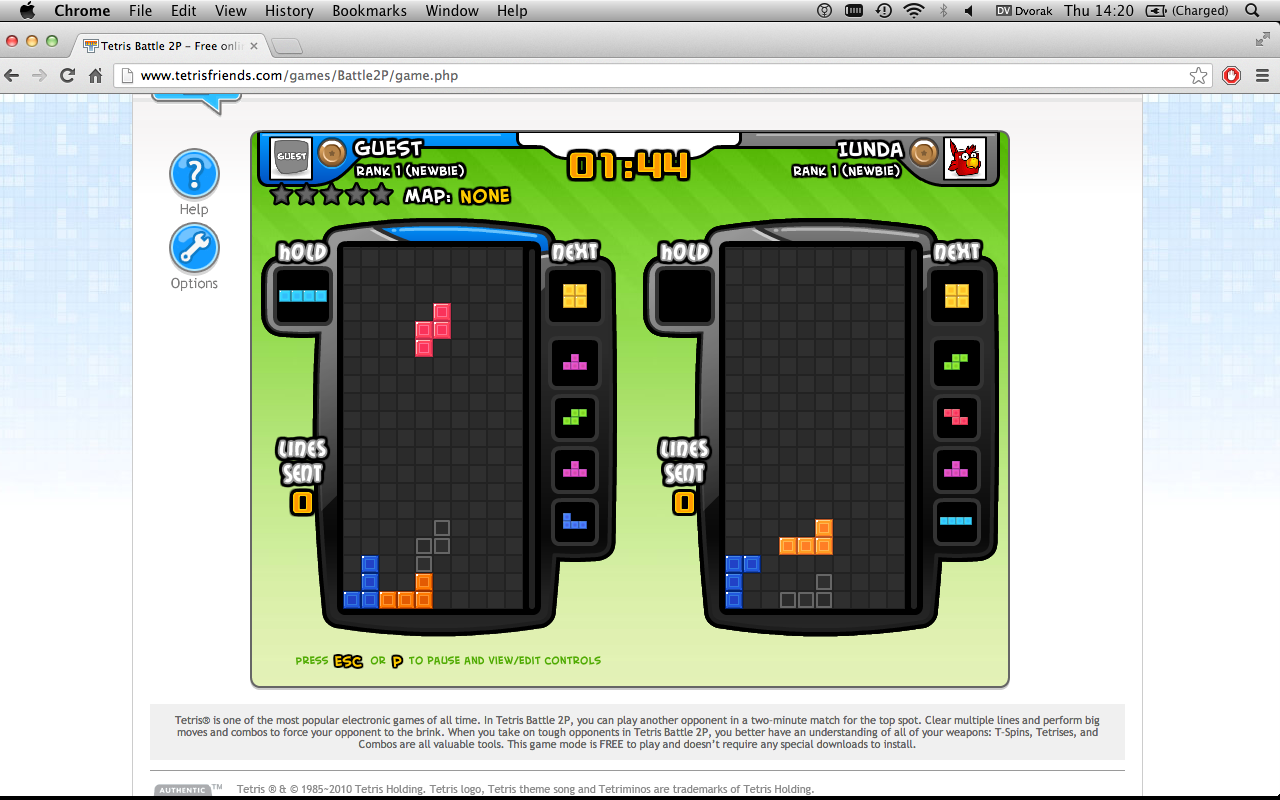 Chrome File Edit View History Bookmarks Window Help DV Dvorak Thu 14:20 (Charged)
Tetris Battle 2P – Free onli
www.tetrisfriends.com/games/Battle2P/game.php
GUEST
GUEST
RANK 1 (NEWBIE)
01:44
IUNDA
RANK 1 (NEWBIE)
MAP: NONE
Help
Options
HOLD
NEXT
HOLD
NEXT
LINES
SENT
0
LINES
SENT
0
PRESS ESC OR P TO PAUSE AND VIEW/EDIT CONTROLS
Tetris® is one of the most popular electronic games of all time. In Tetris Battle 2P, you can play another opponent in a two-minute match for the top spot. Clear multiple lines and perform big
moves and combos to force your opponent to the brink. When you take on tough opponents in Tetris Battle 2P, you better have an understanding of all of your weapons: T-Spins, Tetrises, and
Combos are all valuable tools. This game mode is FREE to play and doesn't require any special downloads to install.
AUTHENTIC TM
Tetris ® & © 1985~2010 Tetris Holding. Tetris logo, Tetris theme song and Tetriminos are trademarks of Tetris Holding.